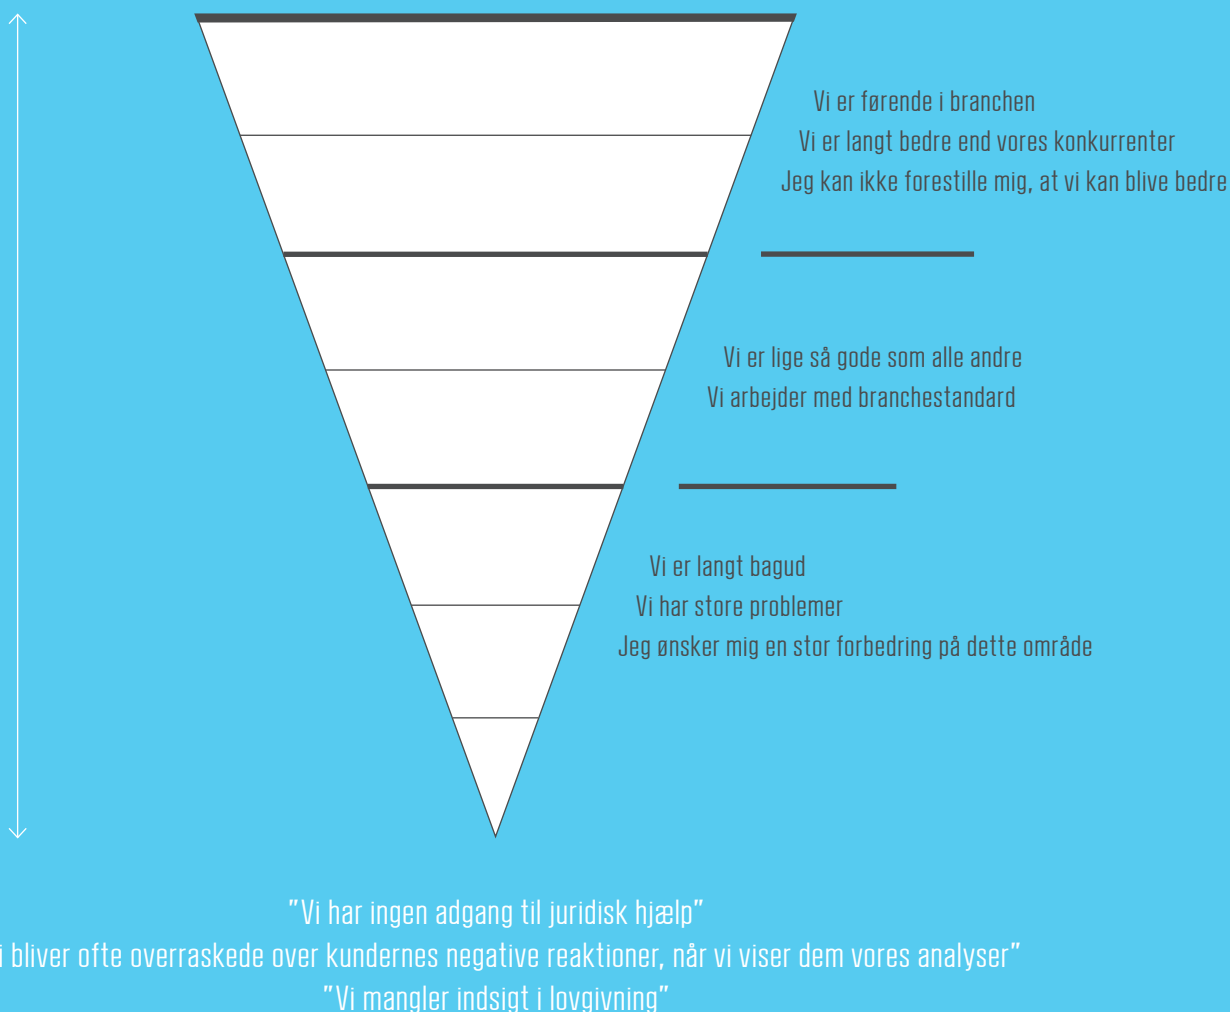 Vi er førende i branchen
Vi er langt bedre end vores konkurrenter
Jeg kan ikke forestille mig, at vi kan blive bedre
Vi er lige så gode som alle andre
Vi arbejder med branchestandard
Vi er langt bagud
Vi har store problemer
Jeg ønsker mig en stor forbedring på dette område
”Vi har ingen adgang til juridisk hjælp”
i bliver ofte overraskede over kundernes negative reaktioner, når vi viser dem vores analyser”
”Vi mangler indsigt i lovgivning”